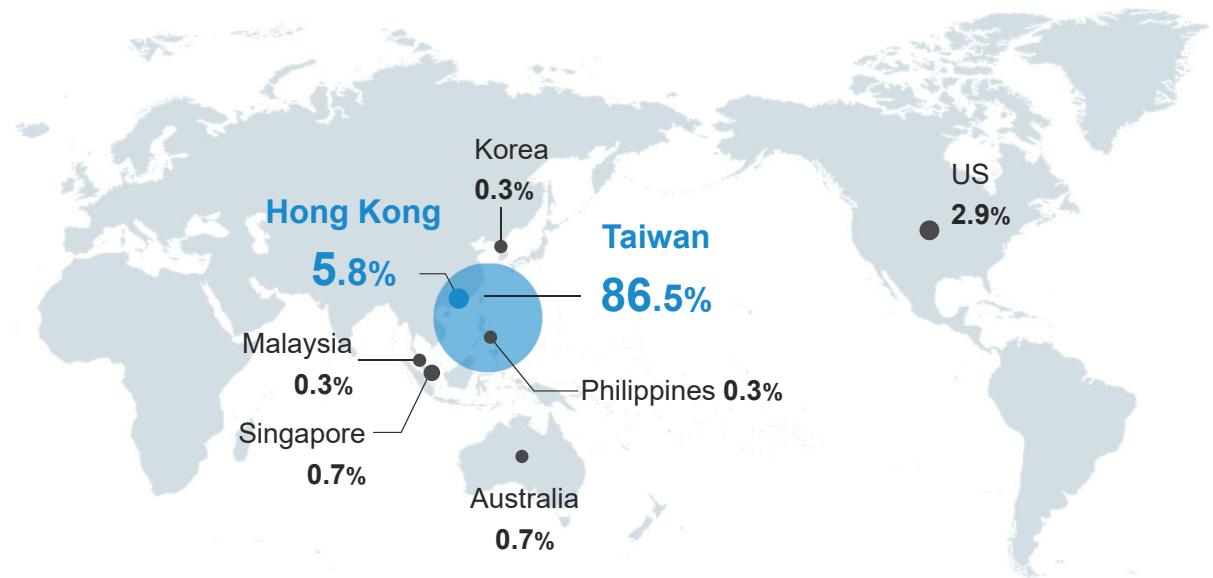 Korea
0.3%
US
2.9%
Hong Kong
5.8%
Taiwan
86.5%
Malaysia
0.3%
Philippines 0.3%
Singapore
0.7%
Australia
0.7%